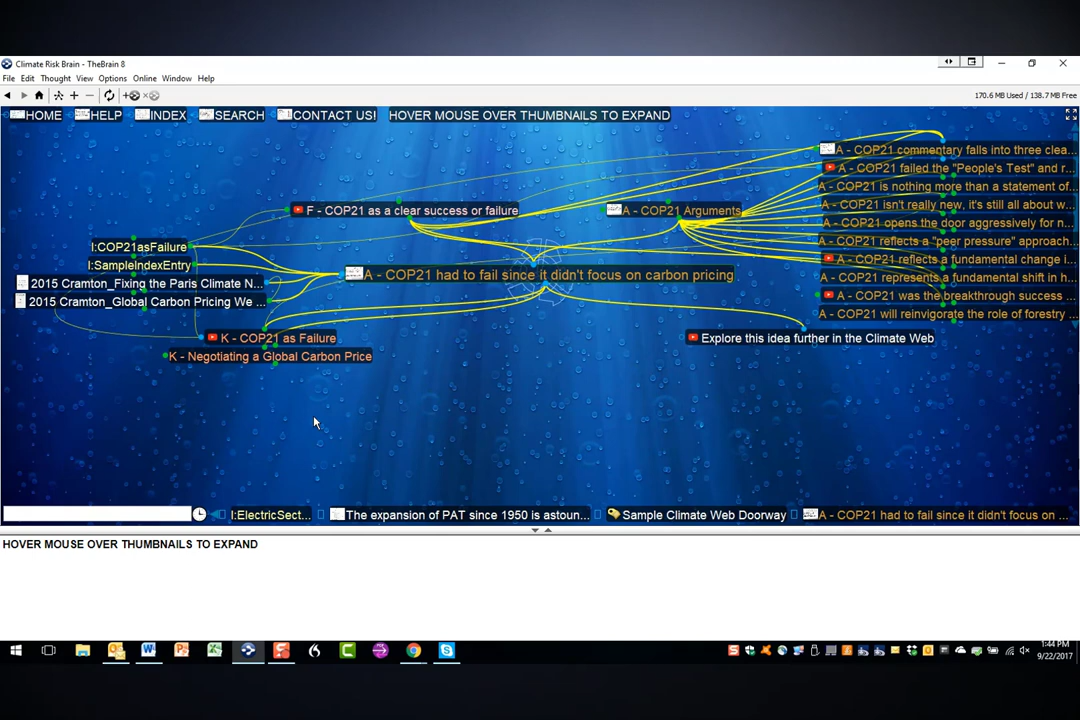 Climate Risk Brain - TheBrain 8
File Edit Thought View Options Online Window Help
170.6 MB Used / 138.7 MB Free
HOME HELP INDEX SEARCH CONTACT US! HOVER MOUSE OVER THUMBNAILS TO EXPAND
A - COP21 commentary falls into three clea...
A - COP21 failed the "People's Test" and r...
A - COP21 is nothing more than a statement of...
A - COP21 isn't really new, it's still all about w...
F - COP21 as a clear success or failure
A - COP21 Arguments
A - COP21 opens the door aggressively for n...
A - COP21 reflects a "peer pressure" approach...
I:COP21asFailure
A - COP21 reflects a fundamental change i...
I:SampleIndexEntry
A - COP21 had to fail since it didn't focus on carbon pricing
A - COP21 represents a fundamental shift in h...
2015 Cramton_Fixing the Paris Climate N...
A - COP21 was the breakthrough success ...
2015 Cramton_Global Carbon Pricing We ...
A - COP21 will reinvigorate the role of forestry ...
K - COP21 as Failure
Explore this idea further in the Climate Web
K - Negotiating a Global Carbon Price
I:ElectricSect... The expansion of PAT since 1950 is astoun... Sample Climate Web Doorway A - COP21 had to fail since it didn't focus on ...
HOVER MOUSE OVER THUMBNAILS TO EXPAND
1:44 PM
9/22/2017